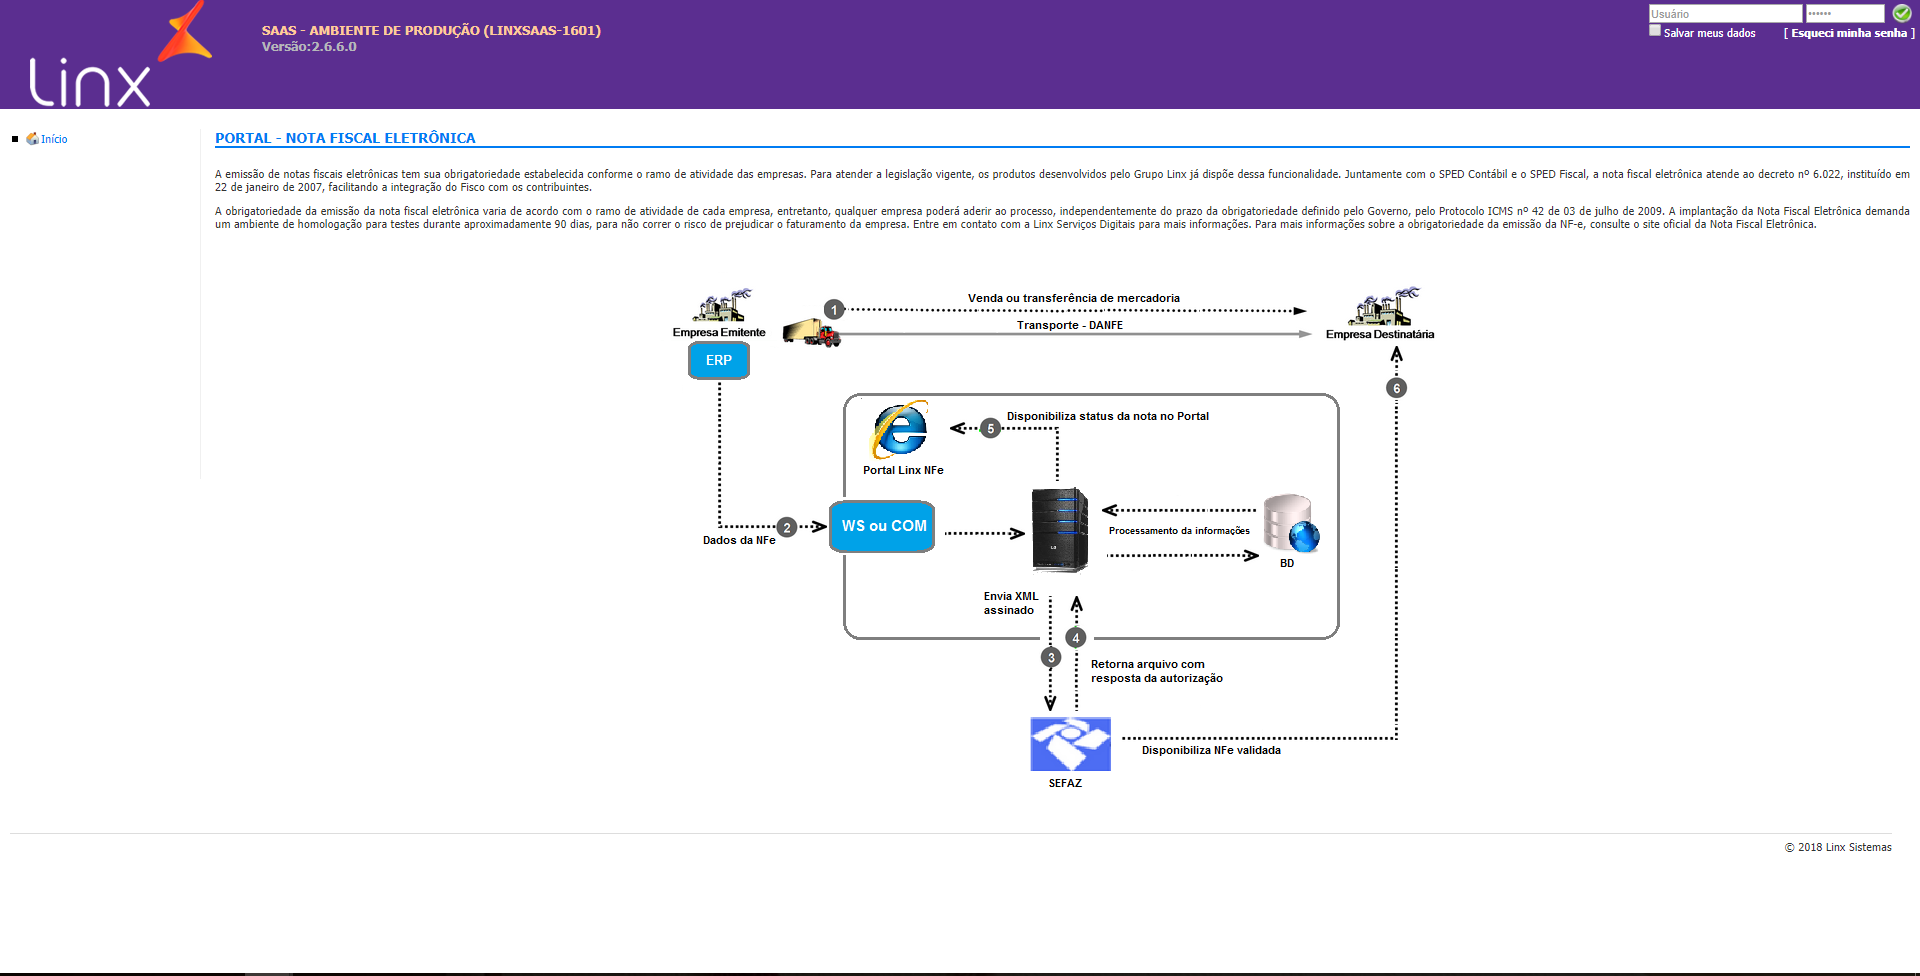 Linx
SAAS - AMBIENTE DE PRODUÇÃO (LINXSAAS-1601)
Versão:2.6.6.0
Usuário
••••••
Salvar meus dados
[ Esqueci minha senha ]
Início
PORTAL - NOTA FISCAL ELETRÔNICA
A emissão de notas fiscais eletrônicas tem sua obrigatoriedade estabelecida conforme o ramo de atividade das empresas. Para atender a legislação vigente, os produtos desenvolvidos pelo Grupo Linx já dispõe dessa funcionalidade. Juntamente com o SPED Contábil e o SPED Fiscal, a nota fiscal eletrônica atende ao decreto nº 6.022, instituído em
22 de janeiro de 2007, facilitando a integração do Fisco com os contribuintes.
A obrigatoriedade da emissão da nota fiscal eletrônica varia de acordo com o ramo de atividade de cada empresa, entretanto, qualquer empresa poderá aderir ao processo, independentemente do prazo da obrigatoriedade definido pelo Governo, pelo Protocolo ICMS nº 42 de 03 de julho de 2009. A implantação da Nota Fiscal Eletrônica demanda
um ambiente de homologação para testes durante aproximadamente 90 dias, para não correr o risco de prejudicar o faturamento da empresa. Entre em contato com a Linx Serviços Digitais para mais informações. Para mais informações sobre a obrigatoriedade da emissão da NF-e, consulte o site oficial da Nota Fiscal Eletrônica.
Venda ou transferência de mercadoria
1
Transporte - DANFE
Empresa Emitente
Empresa Destinatária
ERP
6
Disponibiliza status da nota no Portal
5
Portal Linx NFe
WS ou COM
2
Dados da NFe
Processamento da informações
LG
BD
Envia XML
assinado
4
3
Retorna arquivo com
resposta da autorização
Disponibiliza NFe validada
SEFAZ
© 2018 Linx Sistemas